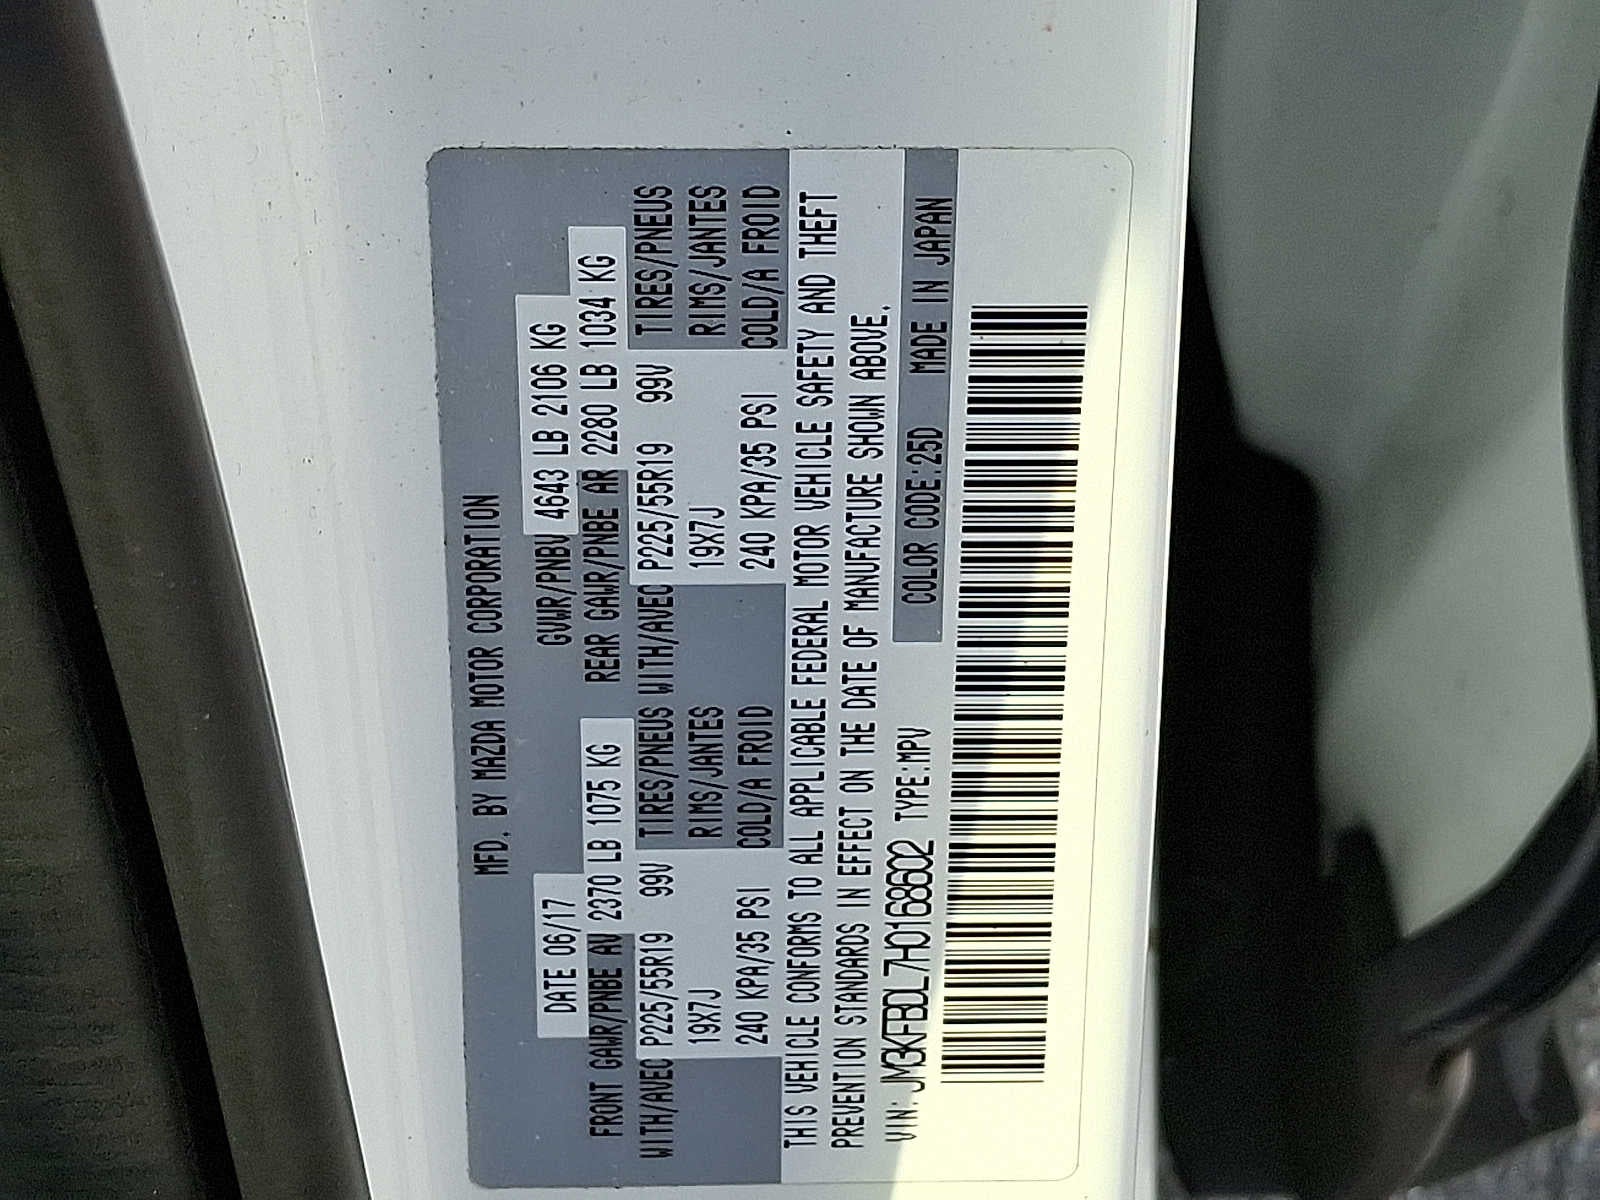 MFD. BY MAZDA MOTOR CORPORATION
DATE 06/17 GVWR/PNBV 4643 LB 2106 KG
FRONT GAWR/PNBE AV 2370 LB 1075 KG REAR GAWR/PNBE AR 2280 LB 1034 KG
WITH/AVEC P225/55R19 99V TIRES/PNEUS WITH/AVEC P225/55R19 99V TIRES/PNEUS
19X7J RIMS/JANTES 19X7J RIMS/JANTES
240 KPA/35 PSI COLD/A FROID 240 KPA/35 PSI COLD/A FROID
THIS VEHICLE CONFORMS TO ALL APPLICABLE FEDERAL MOTOR VEHICLE SAFETY AND THEFT
PREVENTION STANDARDS IN EFFECT ON THE DATE OF MANUFACTURE SHOWN ABOVE.
VIN: JM3KFBDL7H0168602 TYPE:MPV COLOR CODE:25D MADE IN JAPAN